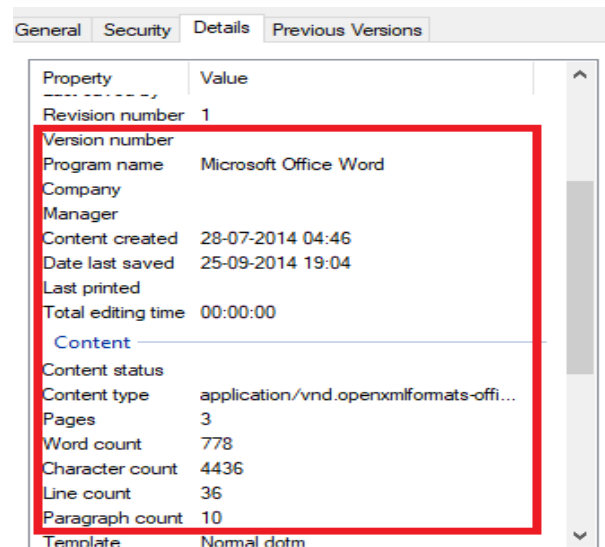 General Security Details Previous Versions
Property Value
Revision number 1
Version number
Program name Microsoft Office Word
Company
Manager
Content created 28-07-2014 04:46
Date last saved 25-09-2014 19:04
Last printed
Total editing time 00:00:00
Content
Content status
Content type application/vnd.openxmlformats-offi...
Pages 3
Word count 778
Character count 4436
Line count 36
Paragraph count 10
Template Normal.dotm